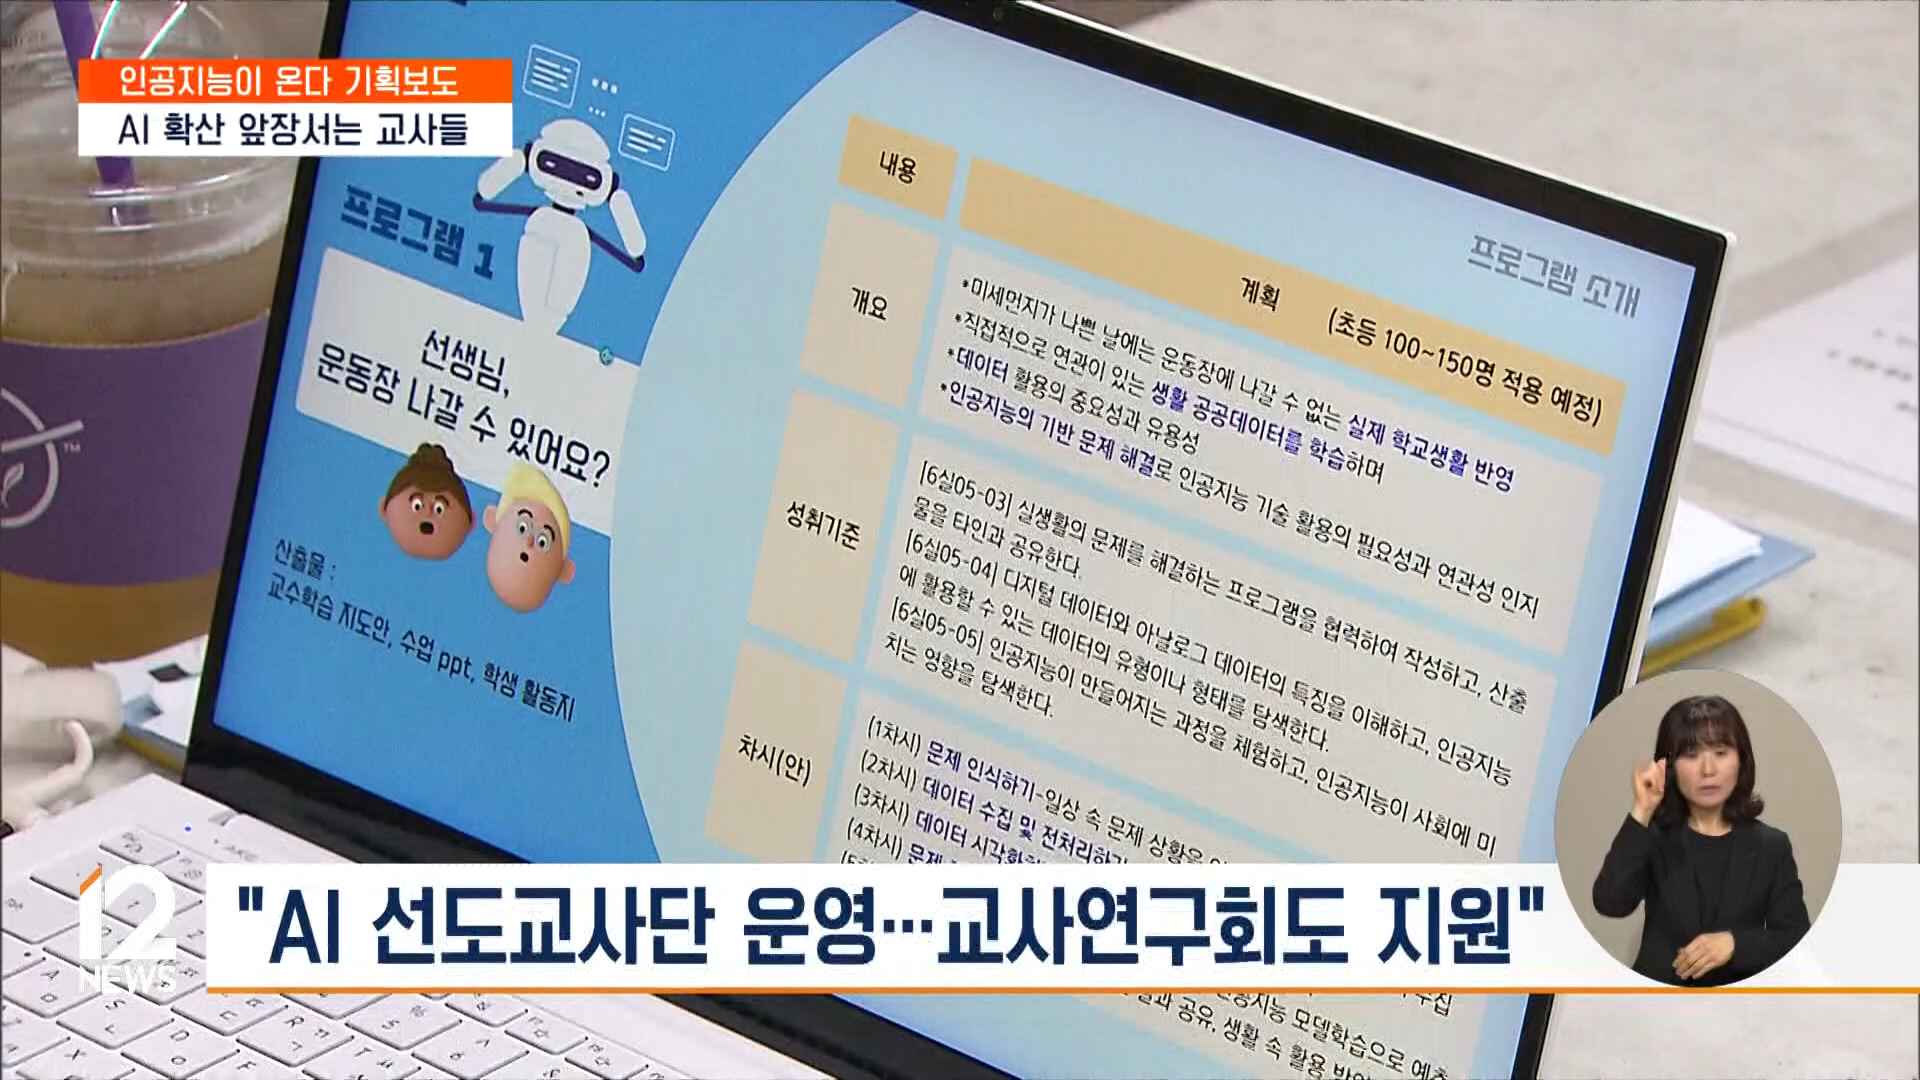 인공지능이 온다 기획보도
AI 확산 앞장서는 교사들
프로그램 1
선생님,
운동장 나갈 수 있어요?
산출물 :
교수학습 지도안, 수업 ppt, 학생 활동지
프로그램 소개
내용
계획 (초등 100~150명 적용 예정)
개요
*미세먼지가 나쁜 날에는 운동장에 나갈 수 없는 실제 학교생활 반영
*직접적으로 연관이 있는 생활 공공데이터를 학습하며
*데이터 활용의 중요성과 유용성
*인공지능의 기반 문제 해결로 인공지능 기술 활용의 필요성과 연관성 인지
성취기준
[6실05-03] 실생활의 문제를 해결하는 프로그램을 협력하여 작성하고, 산출
물을 타인과 공유한다.
[6실05-04] 디지털 데이터와 아날로그 데이터의 특징을 이해하고, 인공지능
에 활용할 수 있는 데이터의 유형이나 형태를 탐색한다.
[6실05-05] 인공지능이 만들어지는 과정을 체험하고, 인공지능이 사회에 미
치는 영향을 탐색한다.
차시(안)
(1차시) 문제 인식하기-일상 속 문제 상황을
(2차시) 데이터 수집 및 전처리하기
(3차시) 데이터 시각화
(4차시) 문제
수집
모델학습으로
공유, 생활 속 활용
12
NEWS
"AI 선도교사단 운영…교사연구회도 지원"